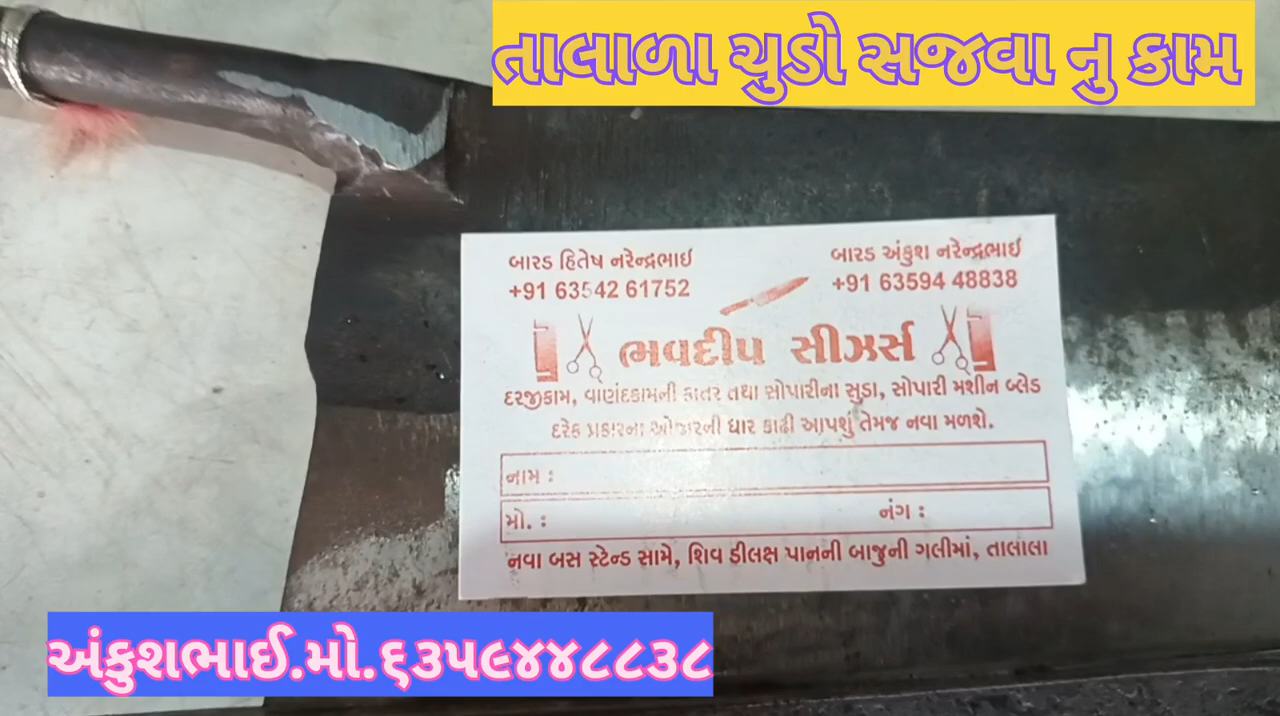 તાલાળા ચુડો સજવા નુ કામ
બારડ હિતેષ નરેન્દ્રભાઈ
+91 63542 61752
બારડ અંકુશ નરેન્દ્રભાઈ
+91 63594 48838
ભવદીપ સીઝર્સ
દરજીકામ, વાણંદકામની કાતર તથા સોપારીના સુડા, સોપારી મશીન બ્લેડ
દરેક પ્રકારના ઓજારની ધાર કાઢી આપશું તેમજ નવા મળશે.
નામ :
મો. : નંગ :
નવા બસ સ્ટેન્ડ સામે, શિવ ડીલક્ષ પાનની બાજુની ગલીમાં, તાલાલા
અંકુશભાઈ.મો.૬૩૫૯૪૪૮૮૩૮